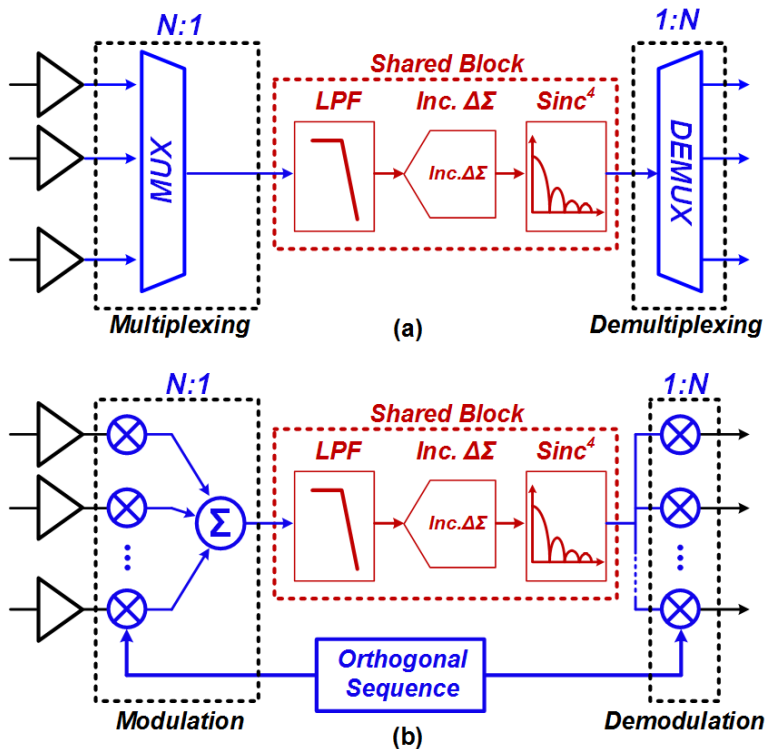 N:1
1:N
Shared Block
LPF
Inc. ΔΣ
Sinc⁴
MUX
Inc.ΔΣ
DEMUX
Multiplexing
(a)
Demultiplexing
N:1
1:N
Shared Block
LPF
Inc. ΔΣ
Sinc⁴
Σ
Inc.ΔΣ
Orthogonal
Sequence
Modulation
(b)
Demodulation